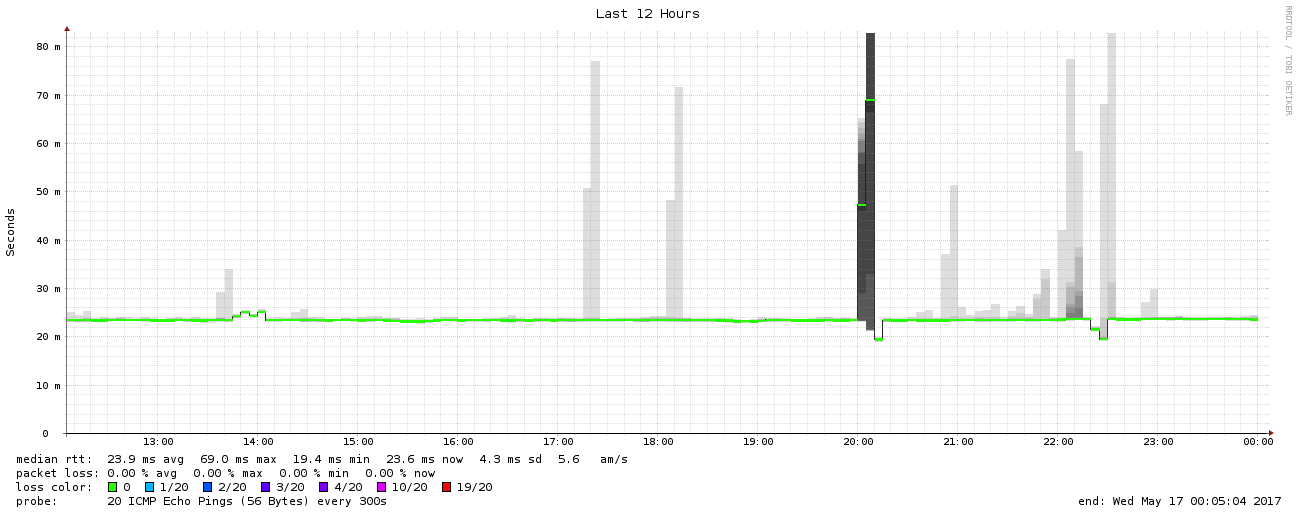 Last 12 Hours
RRDTOOL / TOBI OETIKER
Seconds
80 m
70 m
60 m
50 m
40 m
30 m
20 m
10 m
0
13:00 14:00 15:00 16:00 17:00 18:00 19:00 20:00 21:00 22:00 23:00 00:00
median rtt: 23.9 ms avg 69.0 ms max 19.4 ms min 23.6 ms now 4.3 ms sd 5.6 am/s
packet loss: 0.00 % avg 0.00 % max 0.00 % min 0.00 % now
loss color: 0 1/20 2/20 3/20 4/20 10/20 19/20
probe: 20 ICMP Echo Pings (56 Bytes) every 300s end: Wed May 17 00:05:04 2017